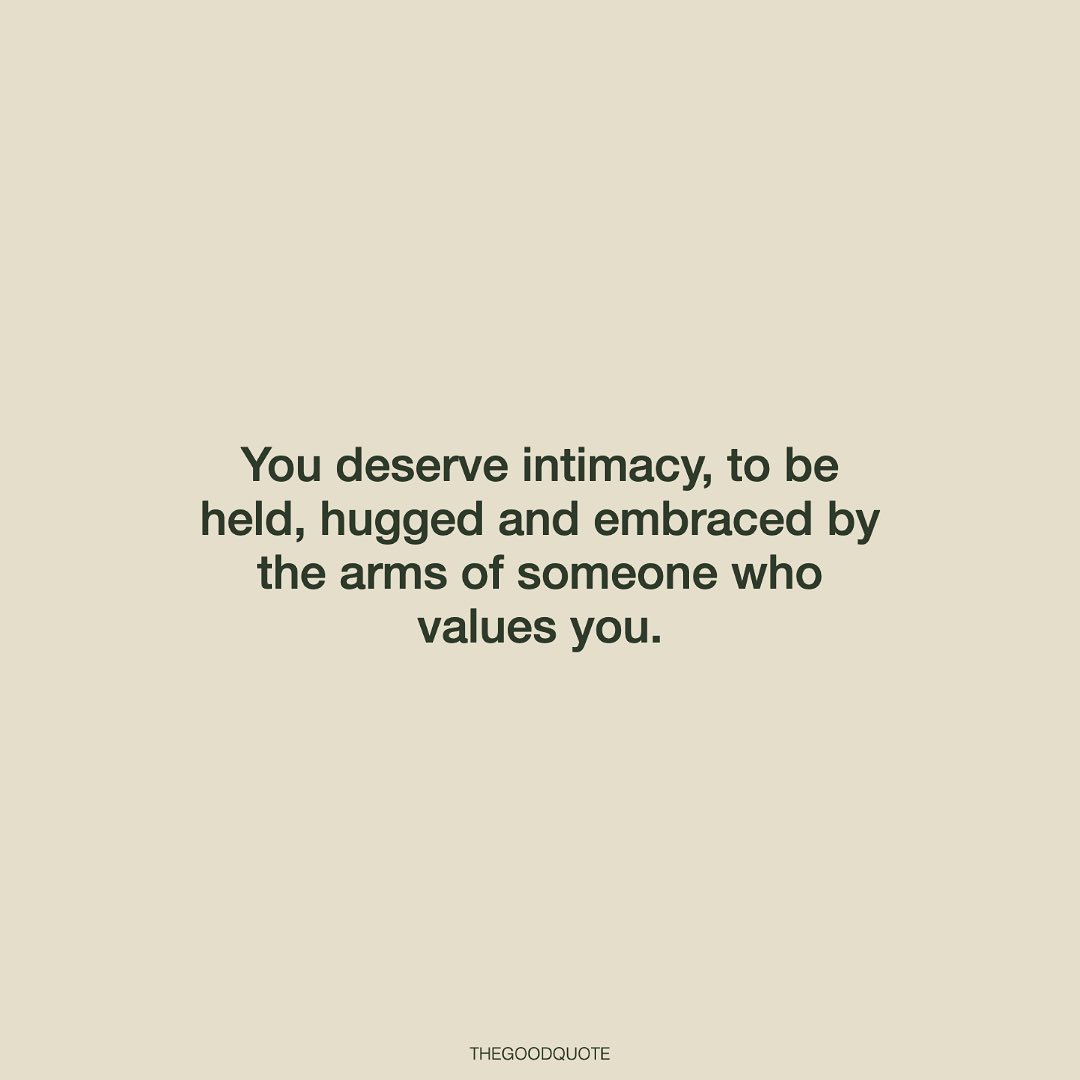 You deserve intimacy, to be
held, hugged and embraced by
the arms of someone who
values you.
THEGOODQUOTE